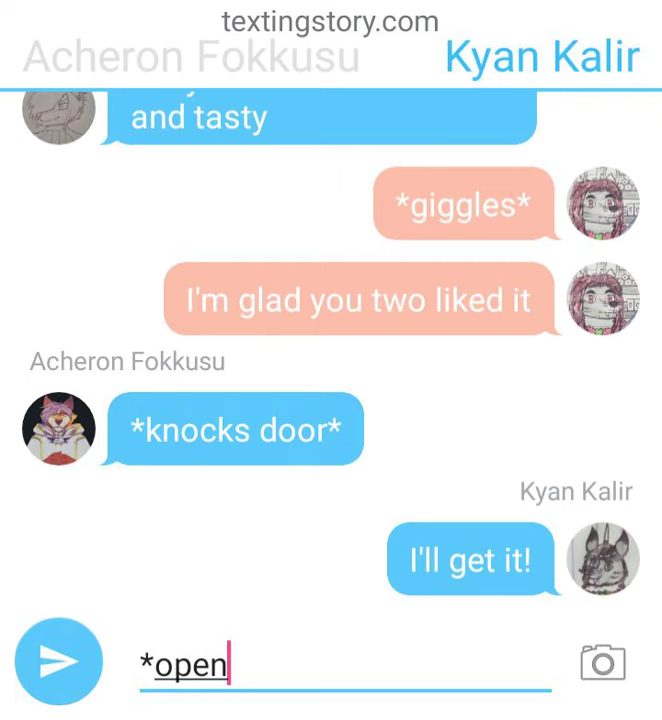 textingstory.com
Acheron Fokkusu
Kyan Kalir
and tasty
*giggles*
I'm glad you two liked it
Acheron Fokkusu
*knocks door*
Kyan Kalir
I'll get it!
*open